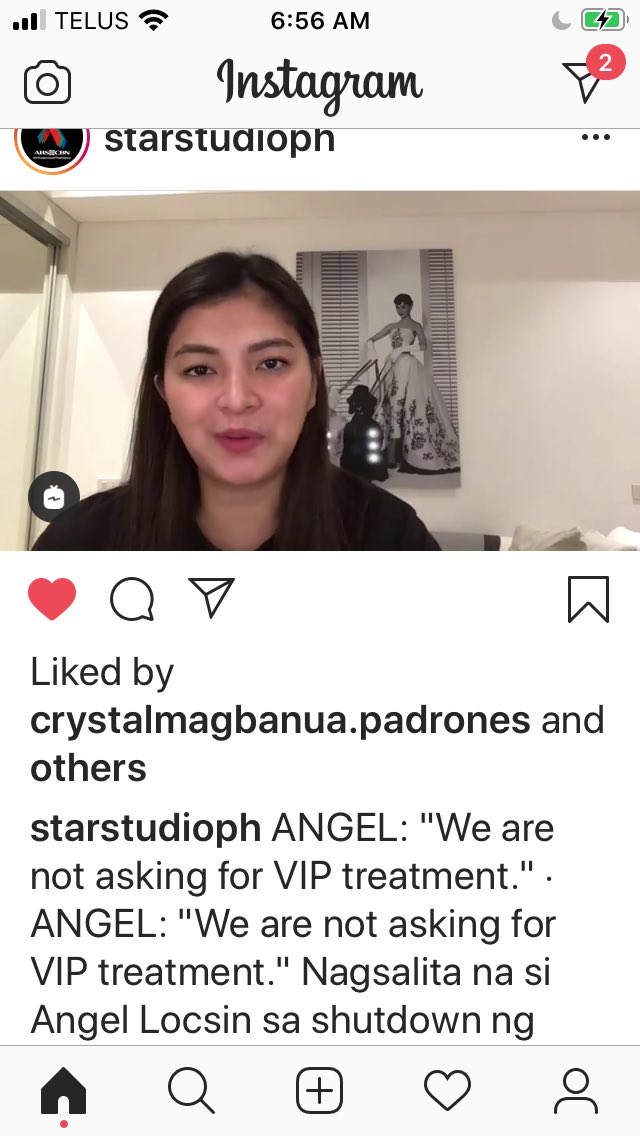 TELUS 6:56 AM
Instagram 2
ABS-CBN
starstudioph
Liked by
crystalmagbanua.padrones and
others
starstudioph ANGEL: "We are
not asking for VIP treatment." ·
ANGEL: "We are not asking for
VIP treatment." Nagsalita na si
Angel Locsin sa shutdown ng